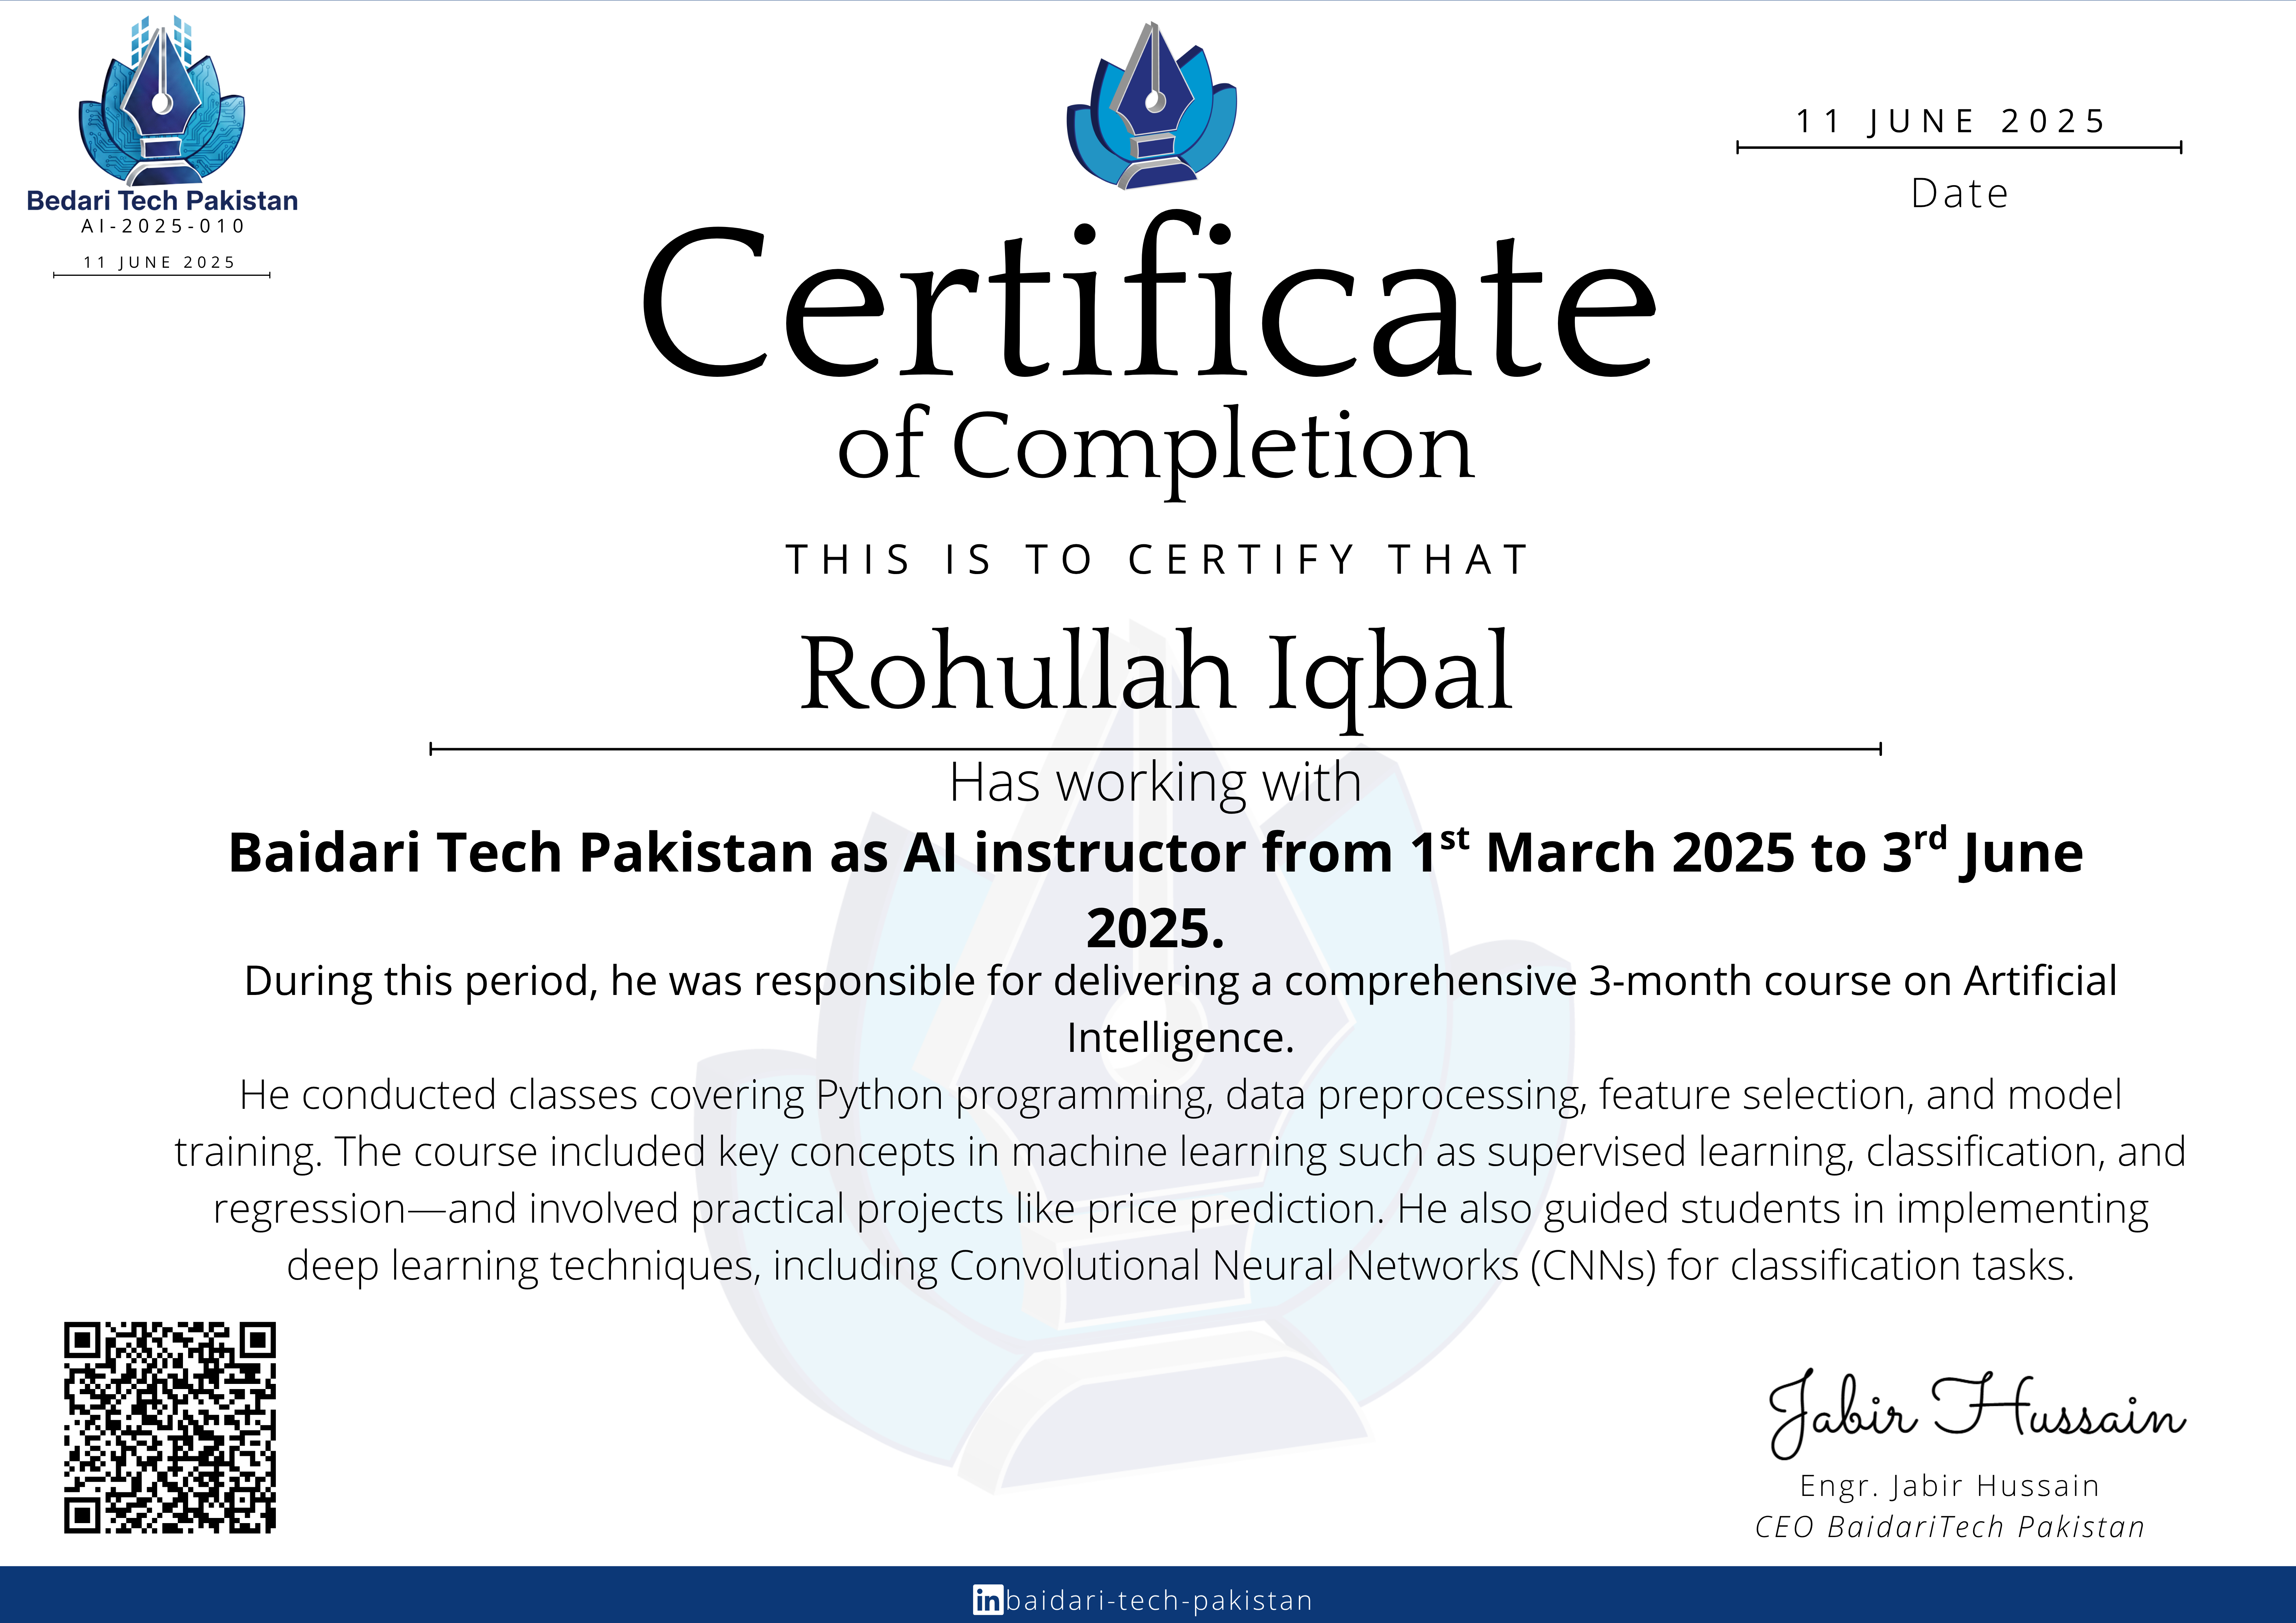 Bedari Tech Pakistan
AI-2025-010
11 JUNE 2025
11 JUNE 2025
Date
Certificate
of Completion
THIS IS TO CERTIFY THAT
Rohullah Iqbal
Has working with
Baidari Tech Pakistan as AI instructor from 1st March 2025 to 3rd June
2025.
During this period, he was responsible for delivering a comprehensive 3-month course on Artificial
Intelligence.
He conducted classes covering Python programming, data preprocessing, feature selection, and model
training. The course included key concepts in machine learning such as supervised learning, classification, and
regression—and involved practical projects like price prediction. He also guided students in implementing
deep learning techniques, including Convolutional Neural Networks (CNNs) for classification tasks.
Jabir Hussain
Engr. Jabir Hussain
CEO BaidariTech Pakistan
in baidari-tech-pakistan